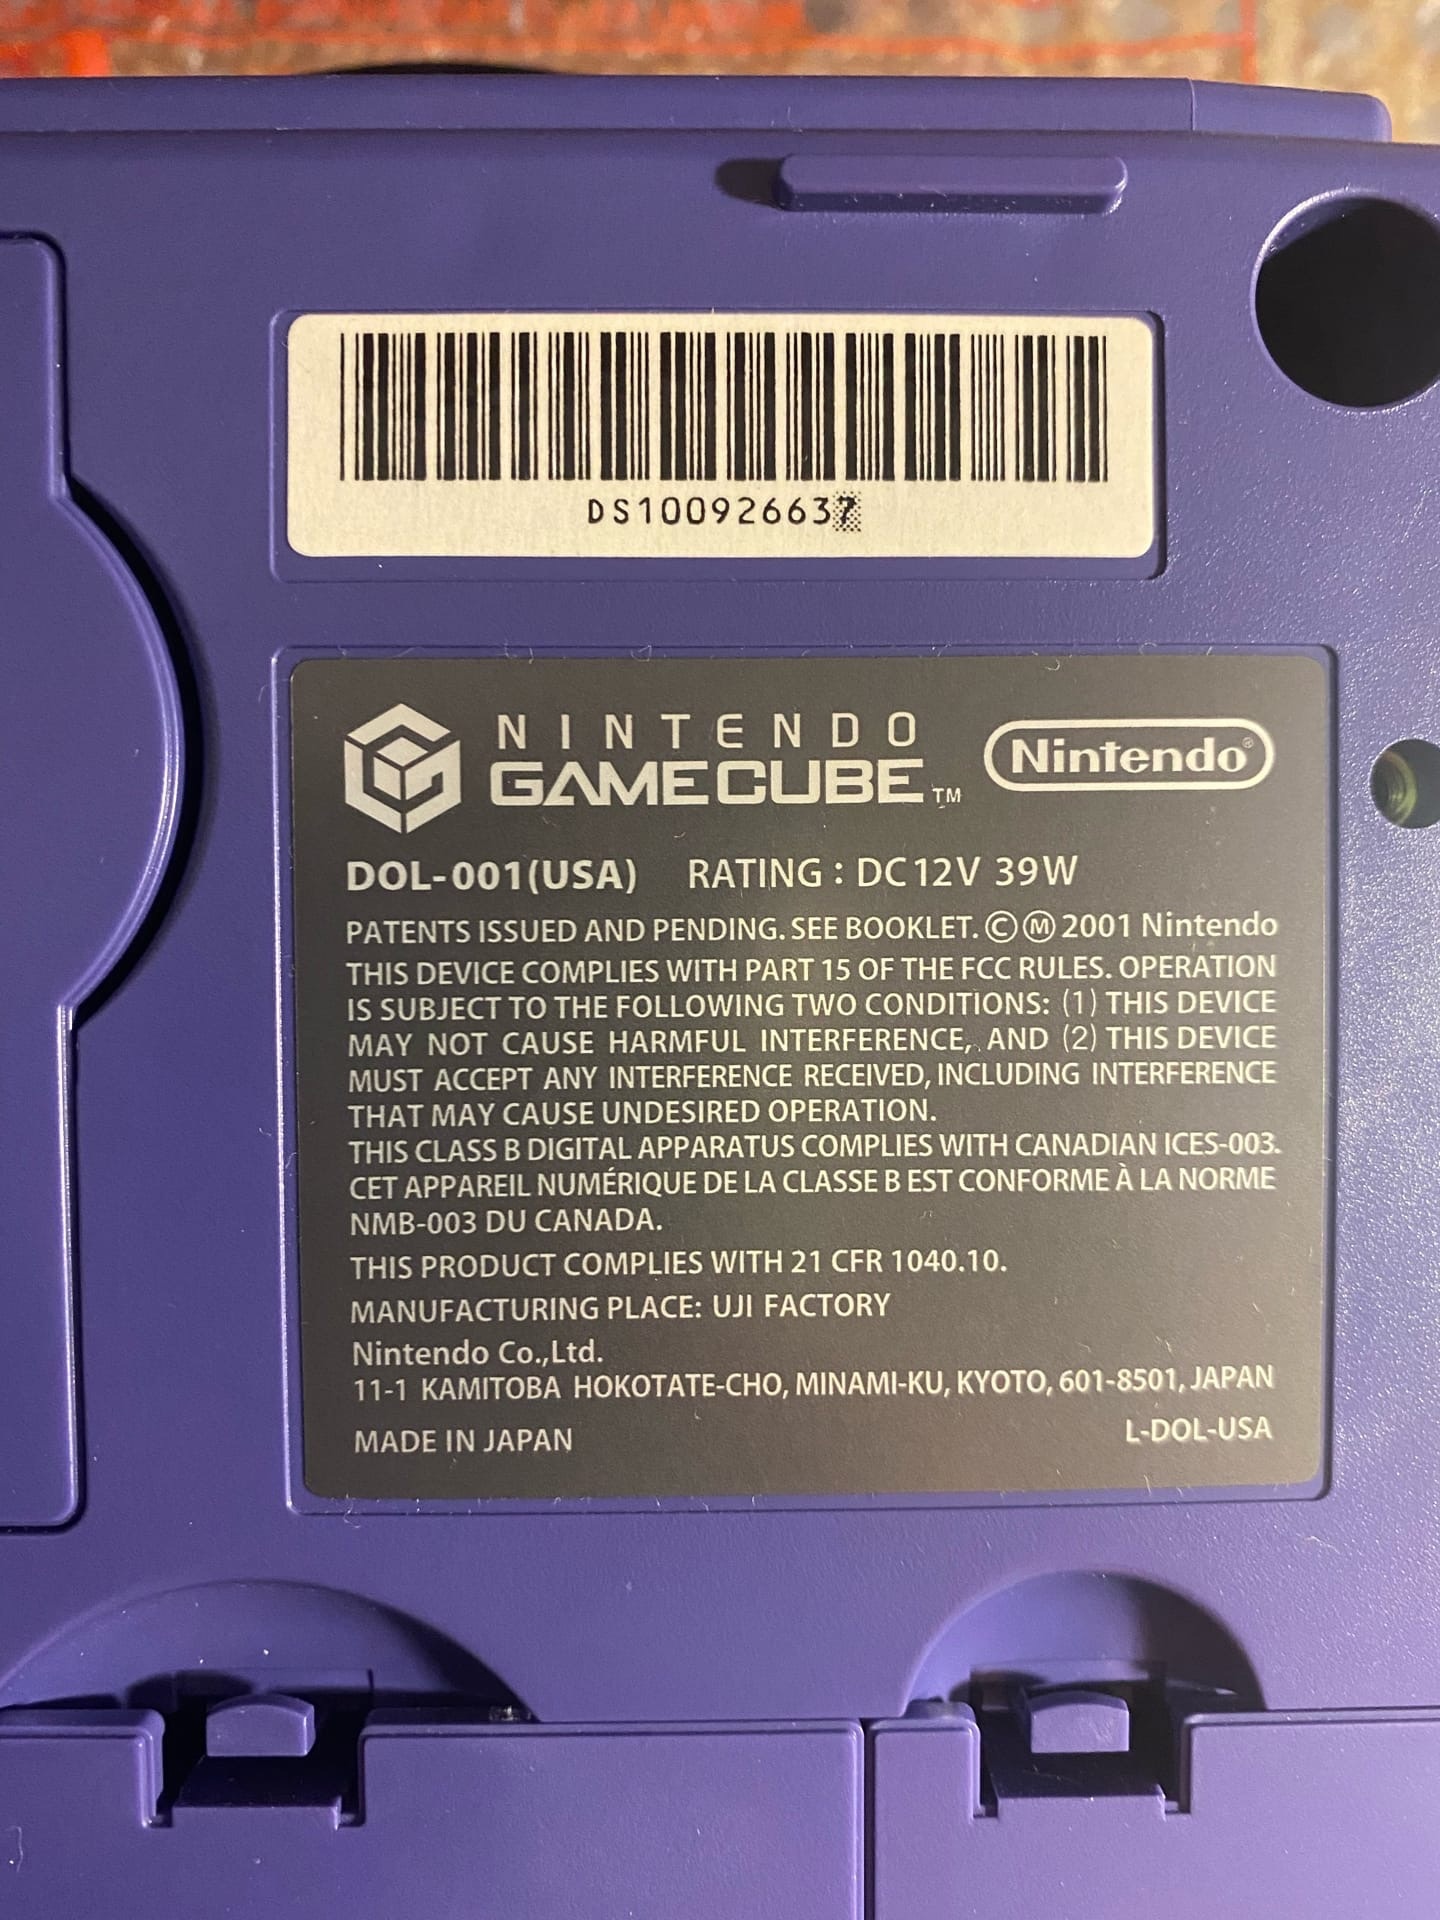 DS100926637
NINTENDO
GAMECUBE™
Nintendo®
DOL-001(USA) RATING : DC 12V 39W
PATENTS ISSUED AND PENDING. SEE BOOKLET. ©Ⓜ 2001 Nintendo
THIS DEVICE COMPLIES WITH PART 15 OF THE FCC RULES. OPERATION
IS SUBJECT TO THE FOLLOWING TWO CONDITIONS: (1) THIS DEVICE
MAY NOT CAUSE HARMFUL INTERFERENCE, AND (2) THIS DEVICE
MUST ACCEPT ANY INTERFERENCE RECEIVED, INCLUDING INTERFERENCE
THAT MAY CAUSE UNDESIRED OPERATION.
THIS CLASS B DIGITAL APPARATUS COMPLIES WITH CANADIAN ICES-003.
CET APPAREIL NUMÉRIQUE DE LA CLASSE B EST CONFORME À LA NORME
NMB-003 DU CANADA.
THIS PRODUCT COMPLIES WITH 21 CFR 1040.10.
MANUFACTURING PLACE: UJI FACTORY
Nintendo Co.,Ltd.
11-1 KAMITOBA HOKOTATE-CHO, MINAMI-KU, KYOTO, 601-8501, JAPAN
MADE IN JAPAN
L-DOL-USA